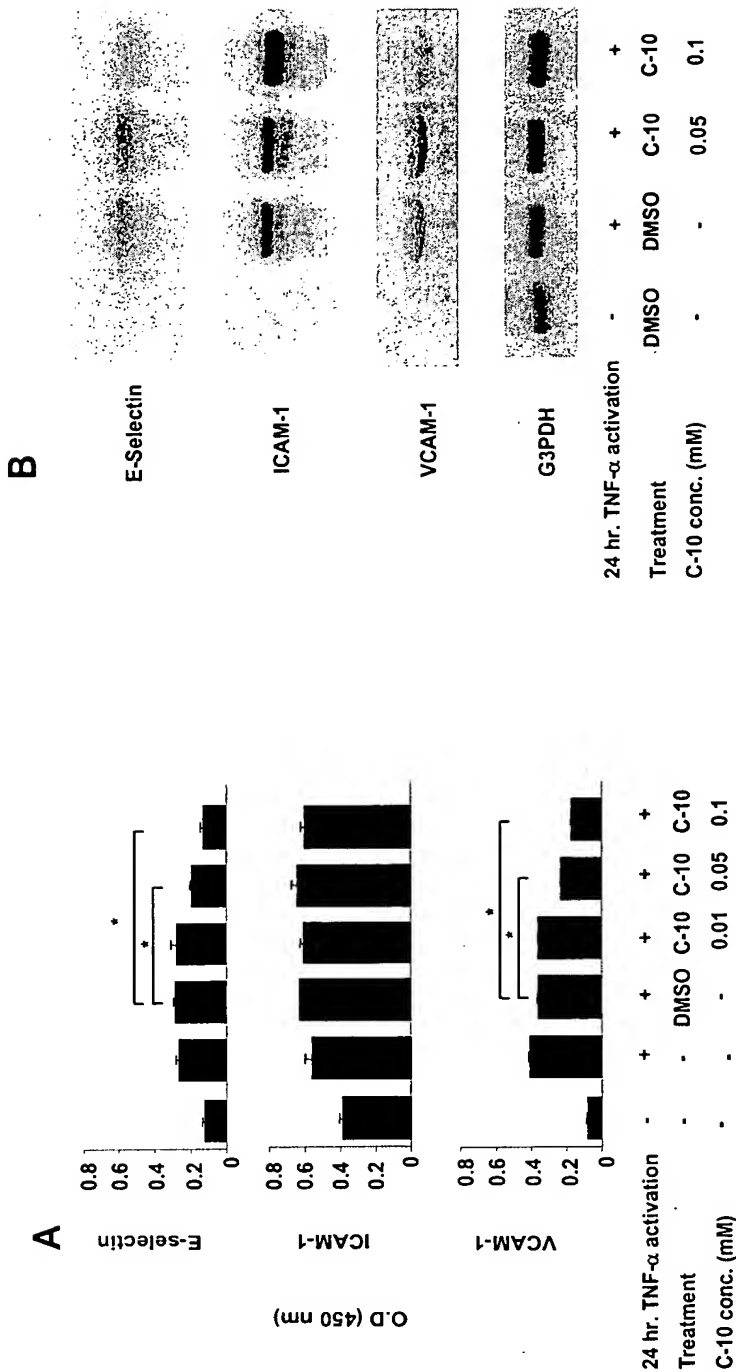 A
O.D (450 nm)
E-selectin
0.8
0.6
0.4
0.2
0
*
*
ICAM-1
0.8
0.6
0.4
0.2
0
VCAM-1
0.8
0.6
0.4
0.2
0
*
*
24 hr. TNF-α activation - + + + + +
Treatment - - DMSO C-10 C-10 C-10
C-10 conc. (mM) - - - 0.01 0.05 0.1
B
E-Selectin
ICAM-1
VCAM-1
G3PDH
24 hr. TNF-α activation - + + +
Treatment DMSO DMSO C-10 C-10
C-10 conc. (mM) - - 0.05 0.1